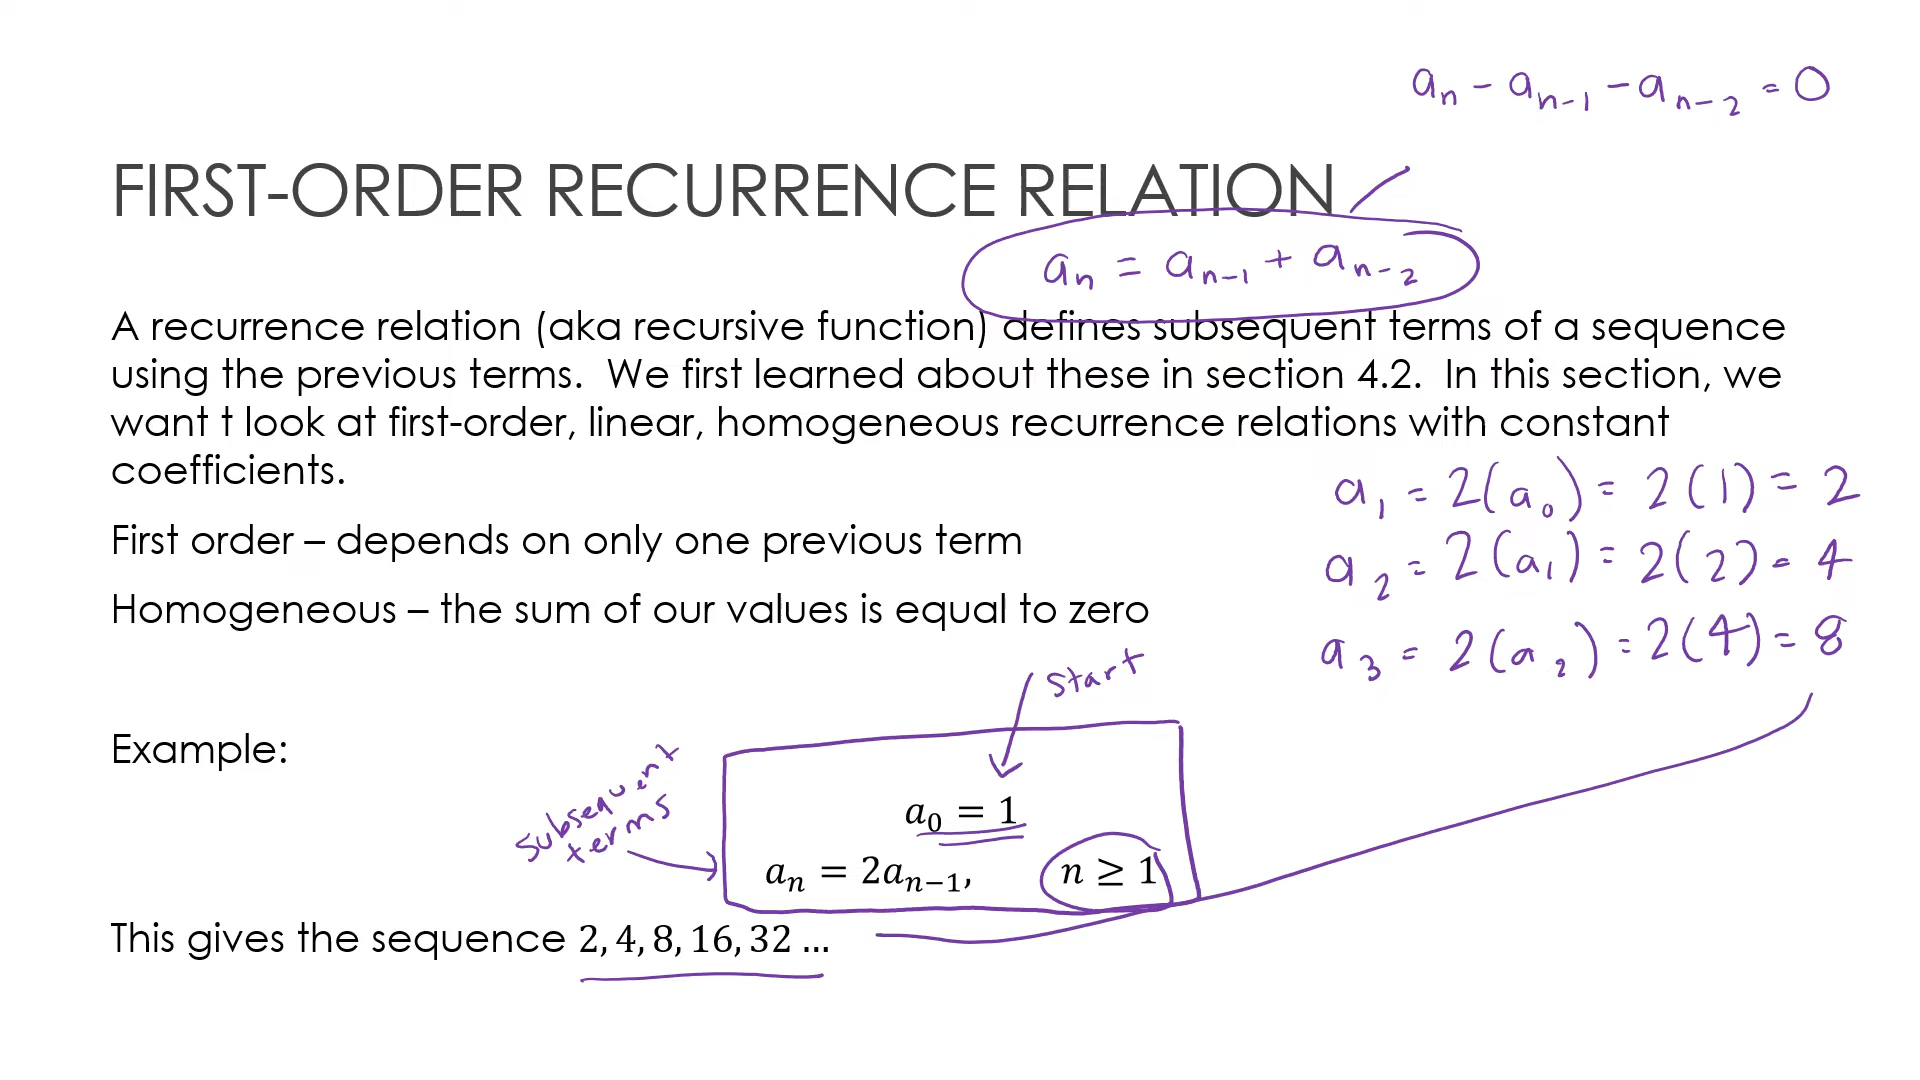 aₙ - aₙ₋₁ - aₙ₋₂ = 0
FIRST-ORDER RECURRENCE RELATION
aₙ = aₙ₋₁ + aₙ₋₂
A recurrence relation (aka recursive function) defines subsequent terms of a sequence
using the previous terms. We first learned about these in section 4.2. In this section, we
want t look at first-order, linear, homogeneous recurrence relations with constant
coefficients.
a₁ = 2(a₀) = 2(1) = 2
First order – depends on only one previous term
a₂ = 2(a₁) = 2(2) = 4
Homogeneous – the sum of our values is equal to zero
a₃ = 2(a₂) = 2(4) = 8
start
Example:
subsequent
terms
a₀ = 1
aₙ = 2aₙ₋₁, n ≥ 1
This gives the sequence 2, 4, 8, 16, 32 ...